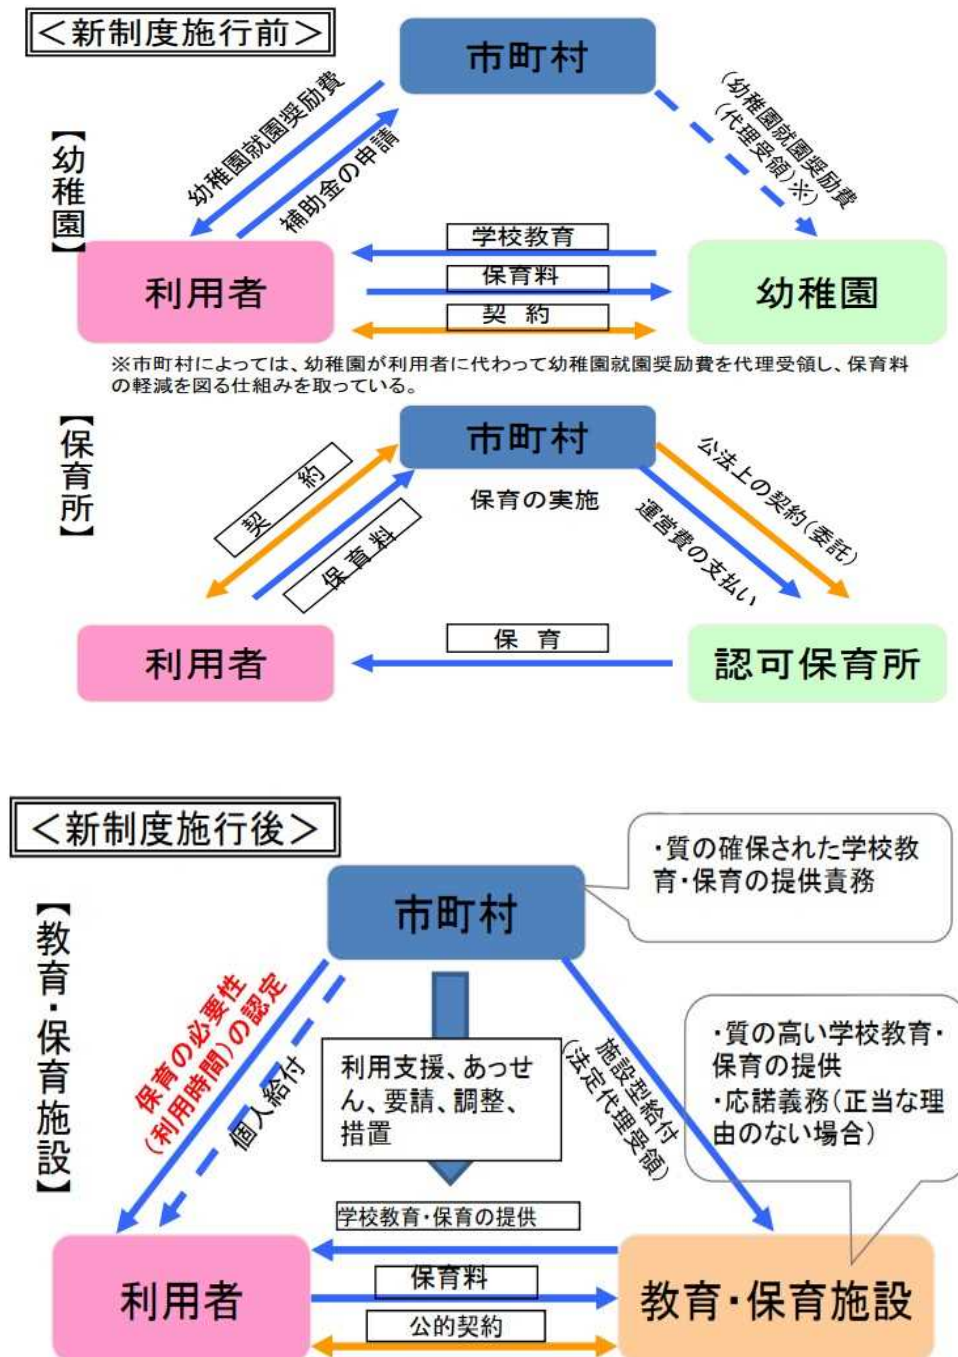 ＜新制度施行前＞
【幼稚園】
市町村
幼稚園就園奨励費
補助金の申請
(幼稚園就園奨励費
(代理受領)※)
利用者
学校教育
保育料
契 約
幼稚園
※市町村によっては、幼稚園が利用者に代わって幼稚園就園奨励費を代理受領し、保育料
の軽減を図る仕組みを取っている。
【保育所】
市町村
契 約
保育料
保育の実施
公法上の契約(委託)
運営費の支払い
利用者
保 育
認可保育所
＜新制度施行後＞
【教育・保育施設】
市町村
・質の確保された学校教
育・保育の提供責務
保育の必要性
(利用時間)の認定
個人給付
利用支援、あっせ
ん、要請、調整、
措置
施設型給付
(法定代理受領)
・質の高い学校教育・
保育の提供
・応諾義務(正当な理
由のない場合)
利用者
学校教育・保育の提供
保育料
公的契約
教育・保育施設